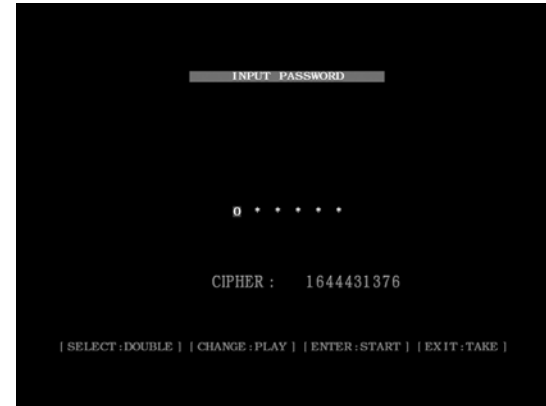 INPUT PASSWORD
0 * * * * *
CIPHER : 1644431376
[ SELECT:DOUBLE ] [ CHANGE:PLAY ] [ ENTER:START ] [ EXIT:TAKE ]